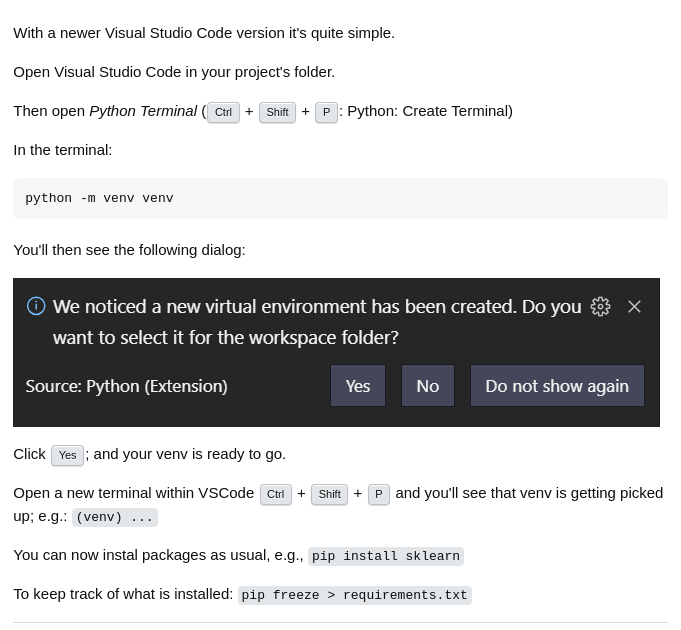 With a newer Visual Studio Code version it's quite simple.
Open Visual Studio Code in your project's folder.
Then open Python Terminal ( Ctrl + Shift + P : Python: Create Terminal)
In the terminal:
python -m venv venv
You'll then see the following dialog:
We noticed a new virtual environment has been created. Do you
want to select it for the workspace folder?
Source: Python (Extension) Yes No Do not show again
Click Yes ; and your venv is ready to go.
Open a new terminal within VSCode Ctrl + Shift + P and you'll see that venv is getting picked
up; e.g.: (venv) ...
You can now instal packages as usual, e.g., pip install sklearn
To keep track of what is installed: pip freeze > requirements.txt